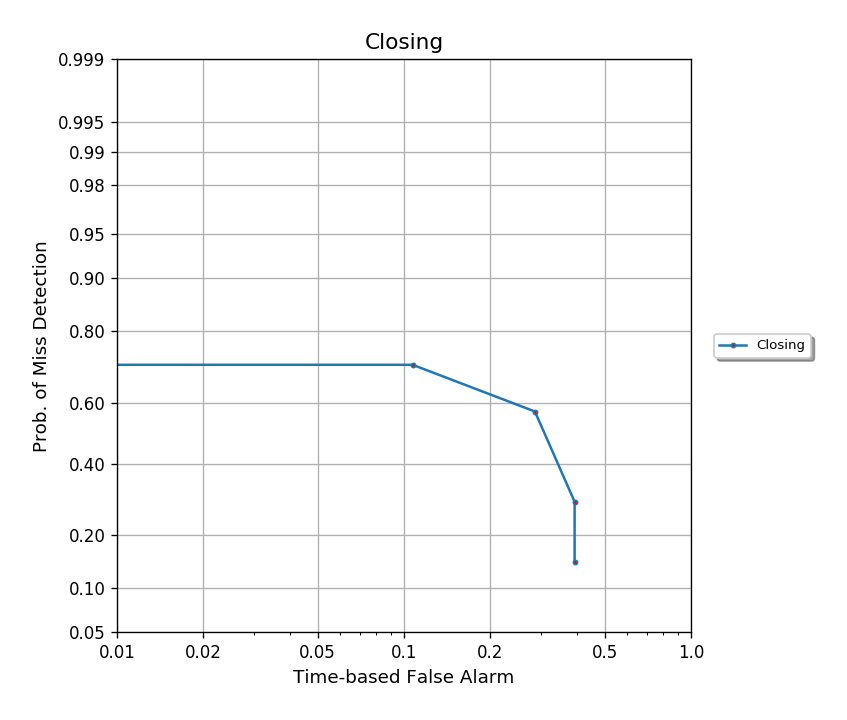 Closing
0.999
0.995
0.99
0.98
0.95
0.90
0.80
0.60
0.40
0.20
0.10
0.05
Prob. of Miss Detection
Closing
0.01 0.02 0.05 0.1 0.2 0.5 1.0
Time-based False Alarm